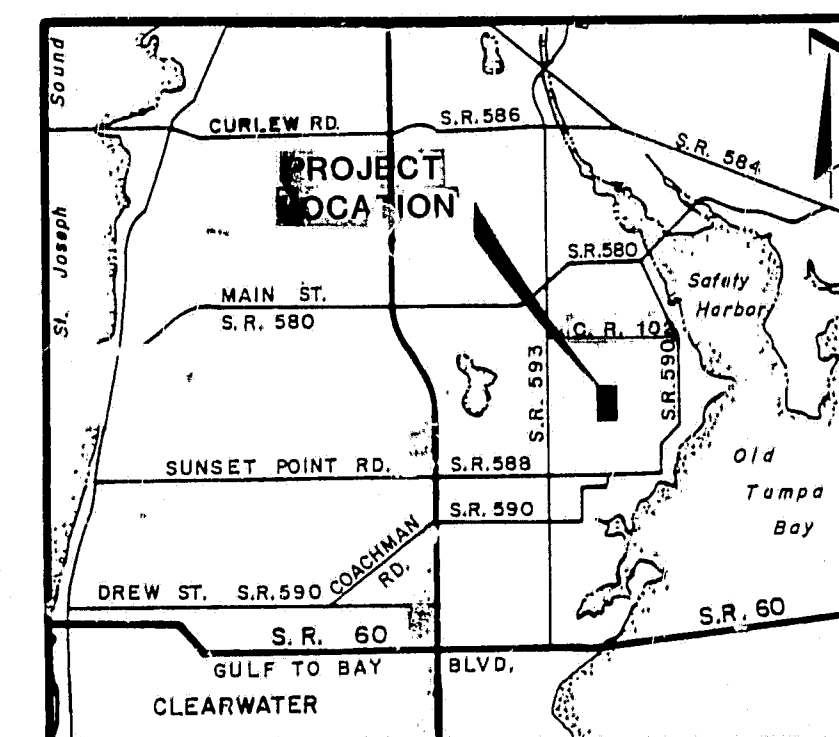 Sound
CURLEW RD.
S.R. 586
S.R. 584
PROJECT
LOCATION
St. Joseph
S.R. 580
MAIN ST.
S.R. 580
Safety
Harbor
C. R. 102
S.R. 593
S.R. 590
SUNSET POINT RD.
S.R. 588
Old
Tampa
Bay
S.R. 590
COACHMAN
RD.
DREW ST. S.R. 590
S.R. 60
S. R. 60
GULF TO BAY BLVD.
CLEARWATER